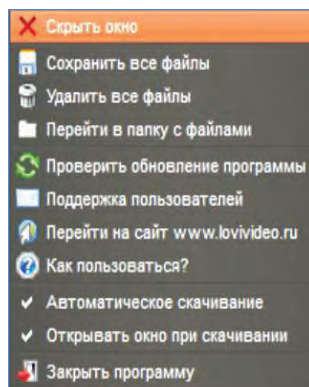 Скрыть окно
Сохранить все файлы
Удалить все файлы
Перейти в папку с файлами
Проверить обновление программы
Поддержка пользователей
Перейти на сайт www.lovivideo.ru
Как пользоваться?
Автоматическое скачивание
Открывать окно при скачивании
Закрыть программу